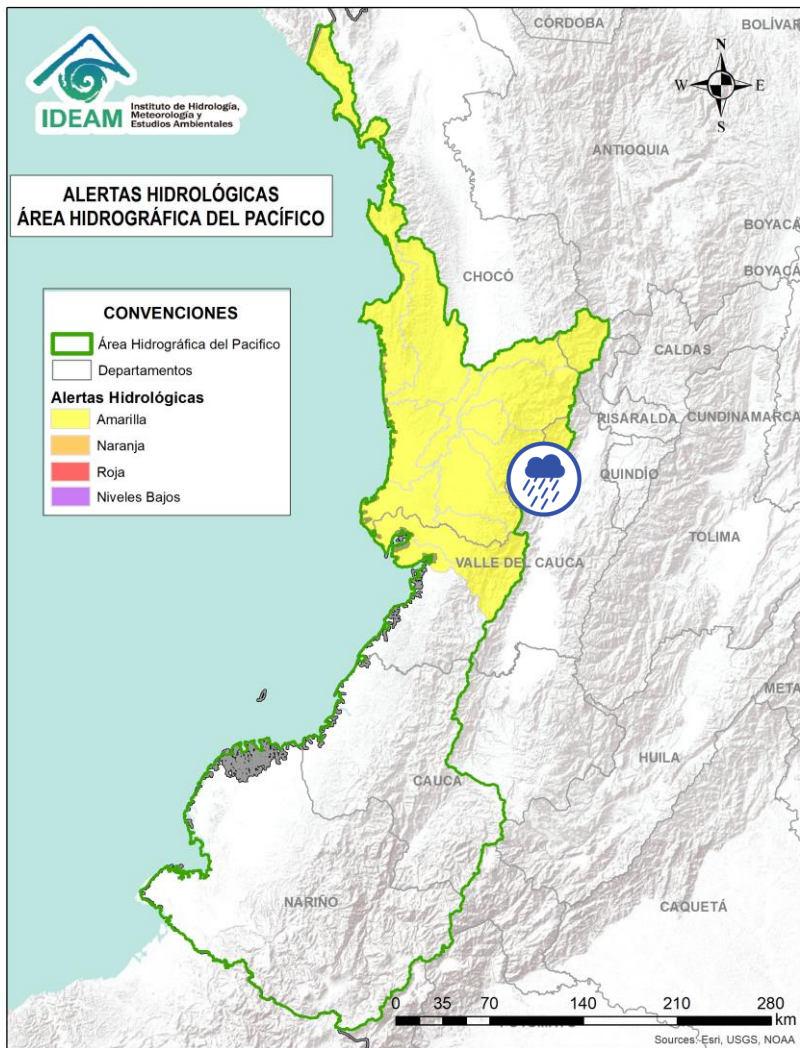 IDEAM
Instituto de Hidrología,
Meteorología y
Estudios Ambientales
ALERTAS HIDROLÓGICAS
ÁREA HIDROGRÁFICA DEL PACÍFICO
CONVENCIONES
Área Hidrográfica del Pacifico
Departamentos
Alertas Hidrológicas
Amarilla
Naranja
Roja
Niveles Bajos
CÓRDOBA
BOLÍVAR
N
W
E
S
ANTIOQUIA
BOYACÁ
BOYACÁ
CHOCÓ
CALDAS
RISARALDA
CUNDINAMARCA
QUINDÍO
TOLIMA
VALLE DEL CAUCA
META
HUILA
CAUCA
NARIÑO
CAQUETÁ
0 35 70 140 210 280
km
Sources: Esri, USGS, NOAA